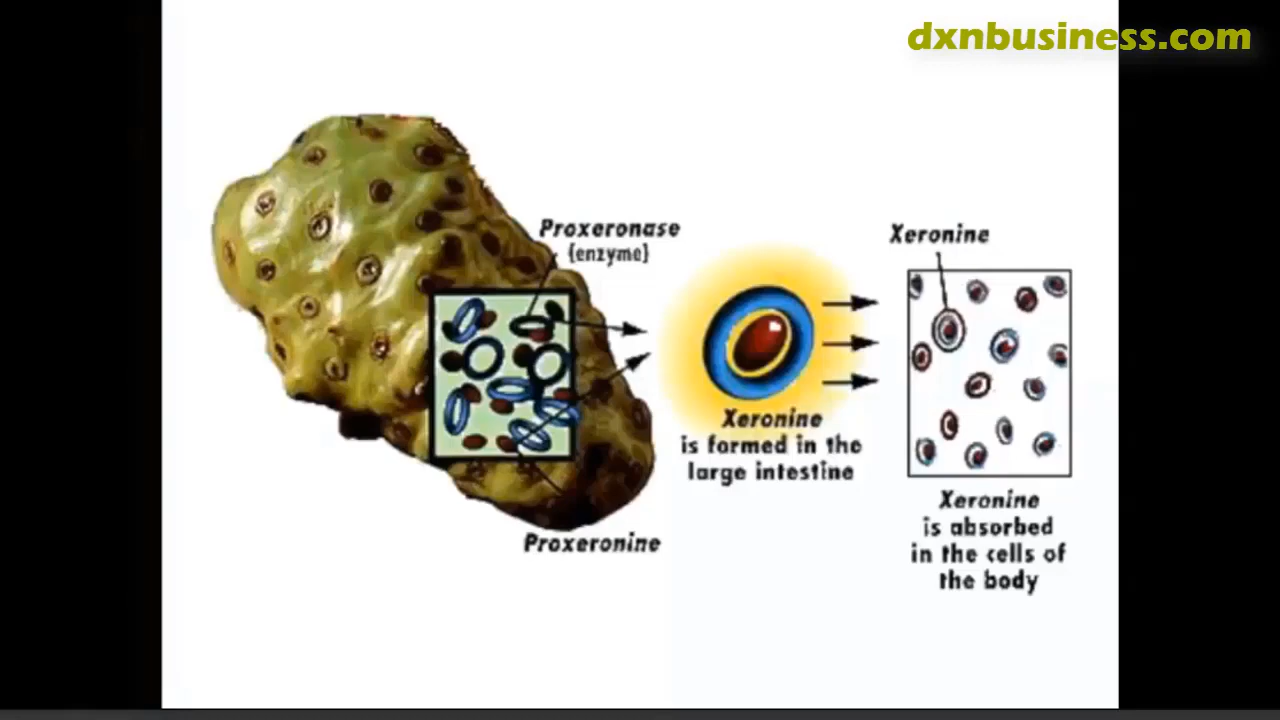 dxnbusiness.com
Proxeronase
(enzyme)
Xeronine
Xeronine
is formed in the
large intestine
Xeronine
is absorbed
in the cells of
the body
Proxeronine